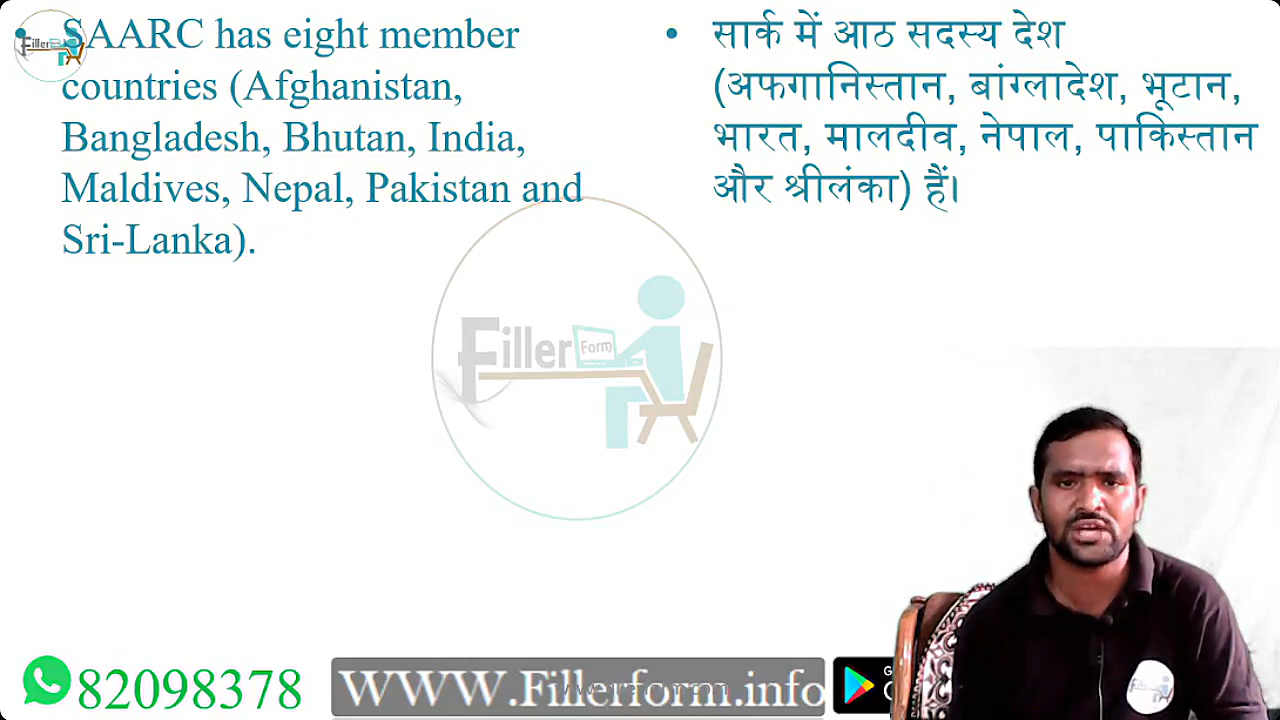 SAARC has eight member
countries (Afghanistan,
Bangladesh, Bhutan, India,
Maldives, Nepal, Pakistan and
Sri-Lanka).
सार्क में आठ सदस्य देश
(अफगानिस्तान, बांग्लादेश, भूटान,
भारत, मालदीव, नेपाल, पाकिस्तान
और श्रीलंका) हैं।
Filler Form
82098378
WWW.Fillerform.info